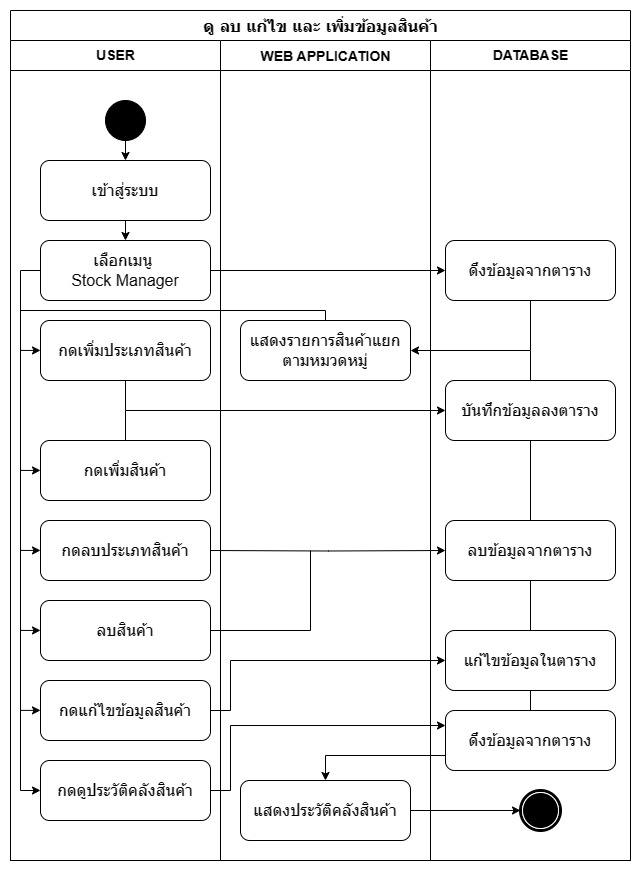 ดู ลบ แก้ไข และ เพิ่มข้อมูลสินค้า
USER
WEB APPLICATION
DATABASE
เข้าสู่ระบบ
เลือกเมนู
Stock Manager
ดึงข้อมูลจากตาราง
กดเพิ่มประเภทสินค้า
แสดงรายการสินค้าแยก
ตามหมวดหมู่
บันทึกข้อมูลลงตาราง
กดเพิ่มสินค้า
กดลบประเภทสินค้า
ลบข้อมูลจากตาราง
ลบสินค้า
แก้ไขข้อมูลในตาราง
กดแก้ไขข้อมูลสินค้า
ดึงข้อมูลจากตาราง
กดดูประวัติคลังสินค้า
แสดงประวัติคลังสินค้า